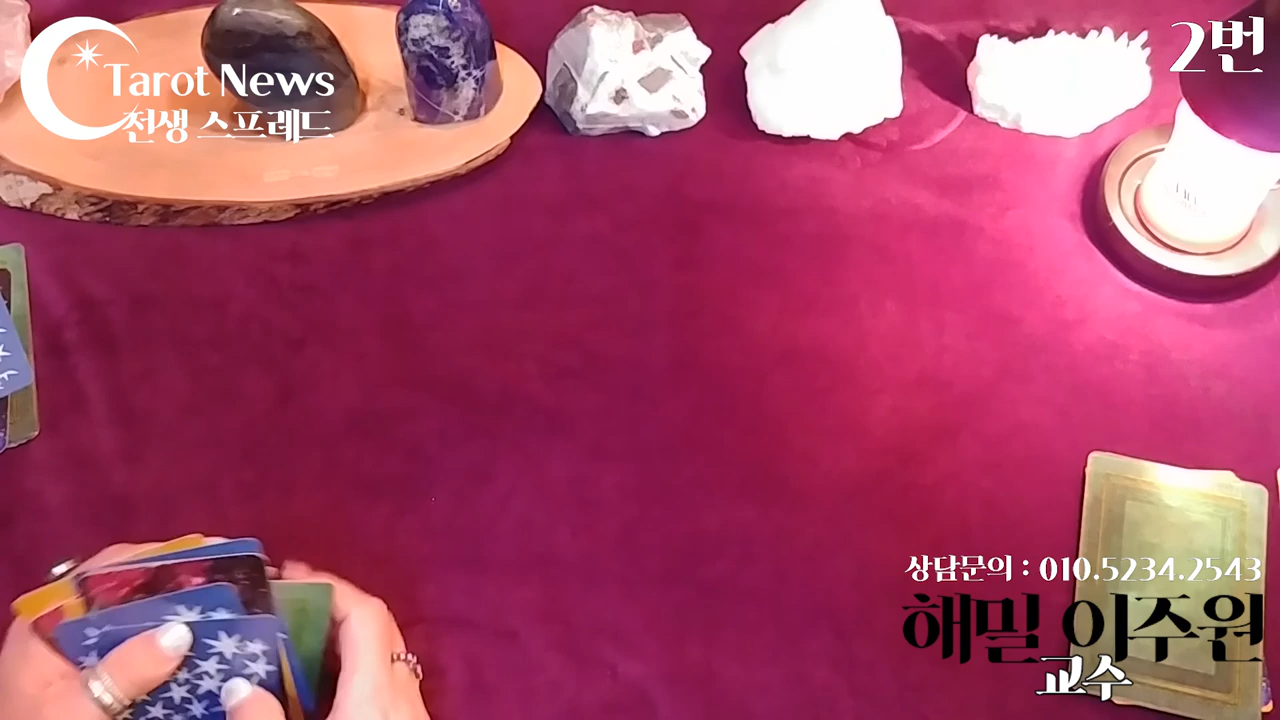 Tarot News
전생 스프레드
2번
상담문의 : 010.5234.2543
해밀 이주원
교수